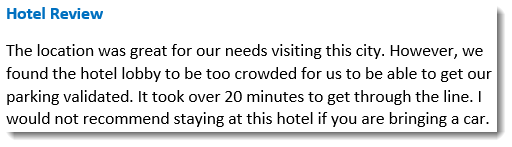 Hotel Review
The location was great for our needs visiting this city. However, we
found the hotel lobby to be too crowded for us to be able to get our
parking validated. It took over 20 minutes to get through the line. I
would not recommend staying at this hotel if you are bringing a car.